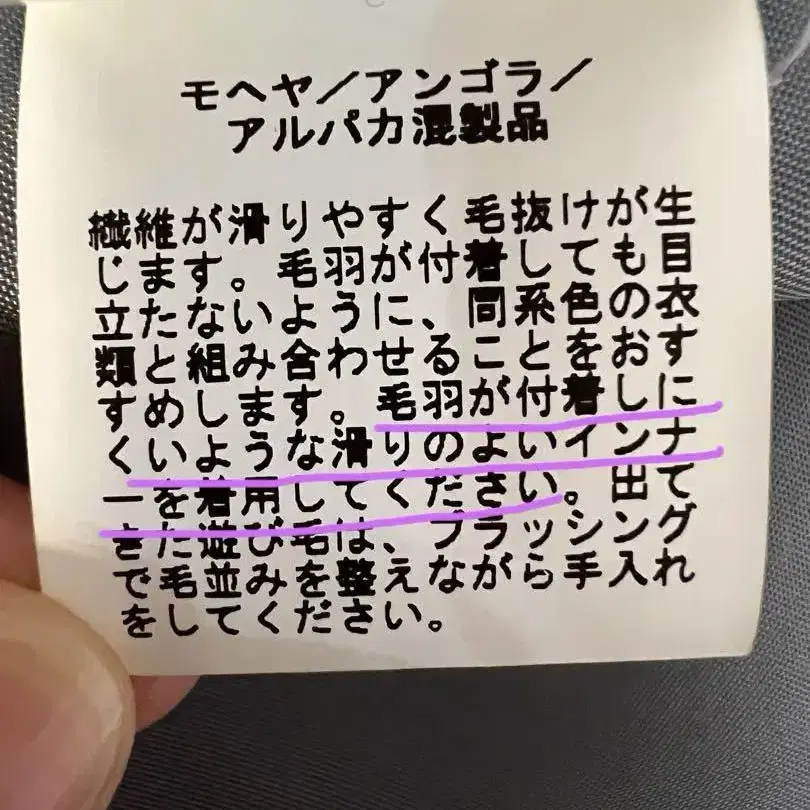 モヘヤ／アンゴラ／
アルパカ混製品
繊維が滑りやすく毛抜けが生
じます。毛羽が付着しても目
立たないように、同系色の衣
類と組み合わせることをおす
すめします。毛羽が付着しに
くいような滑りのよいインナ
ーを着用してください。出て
きた遊び毛は、ブラッシング
で毛並みを整えながら手入れ
をしてください。